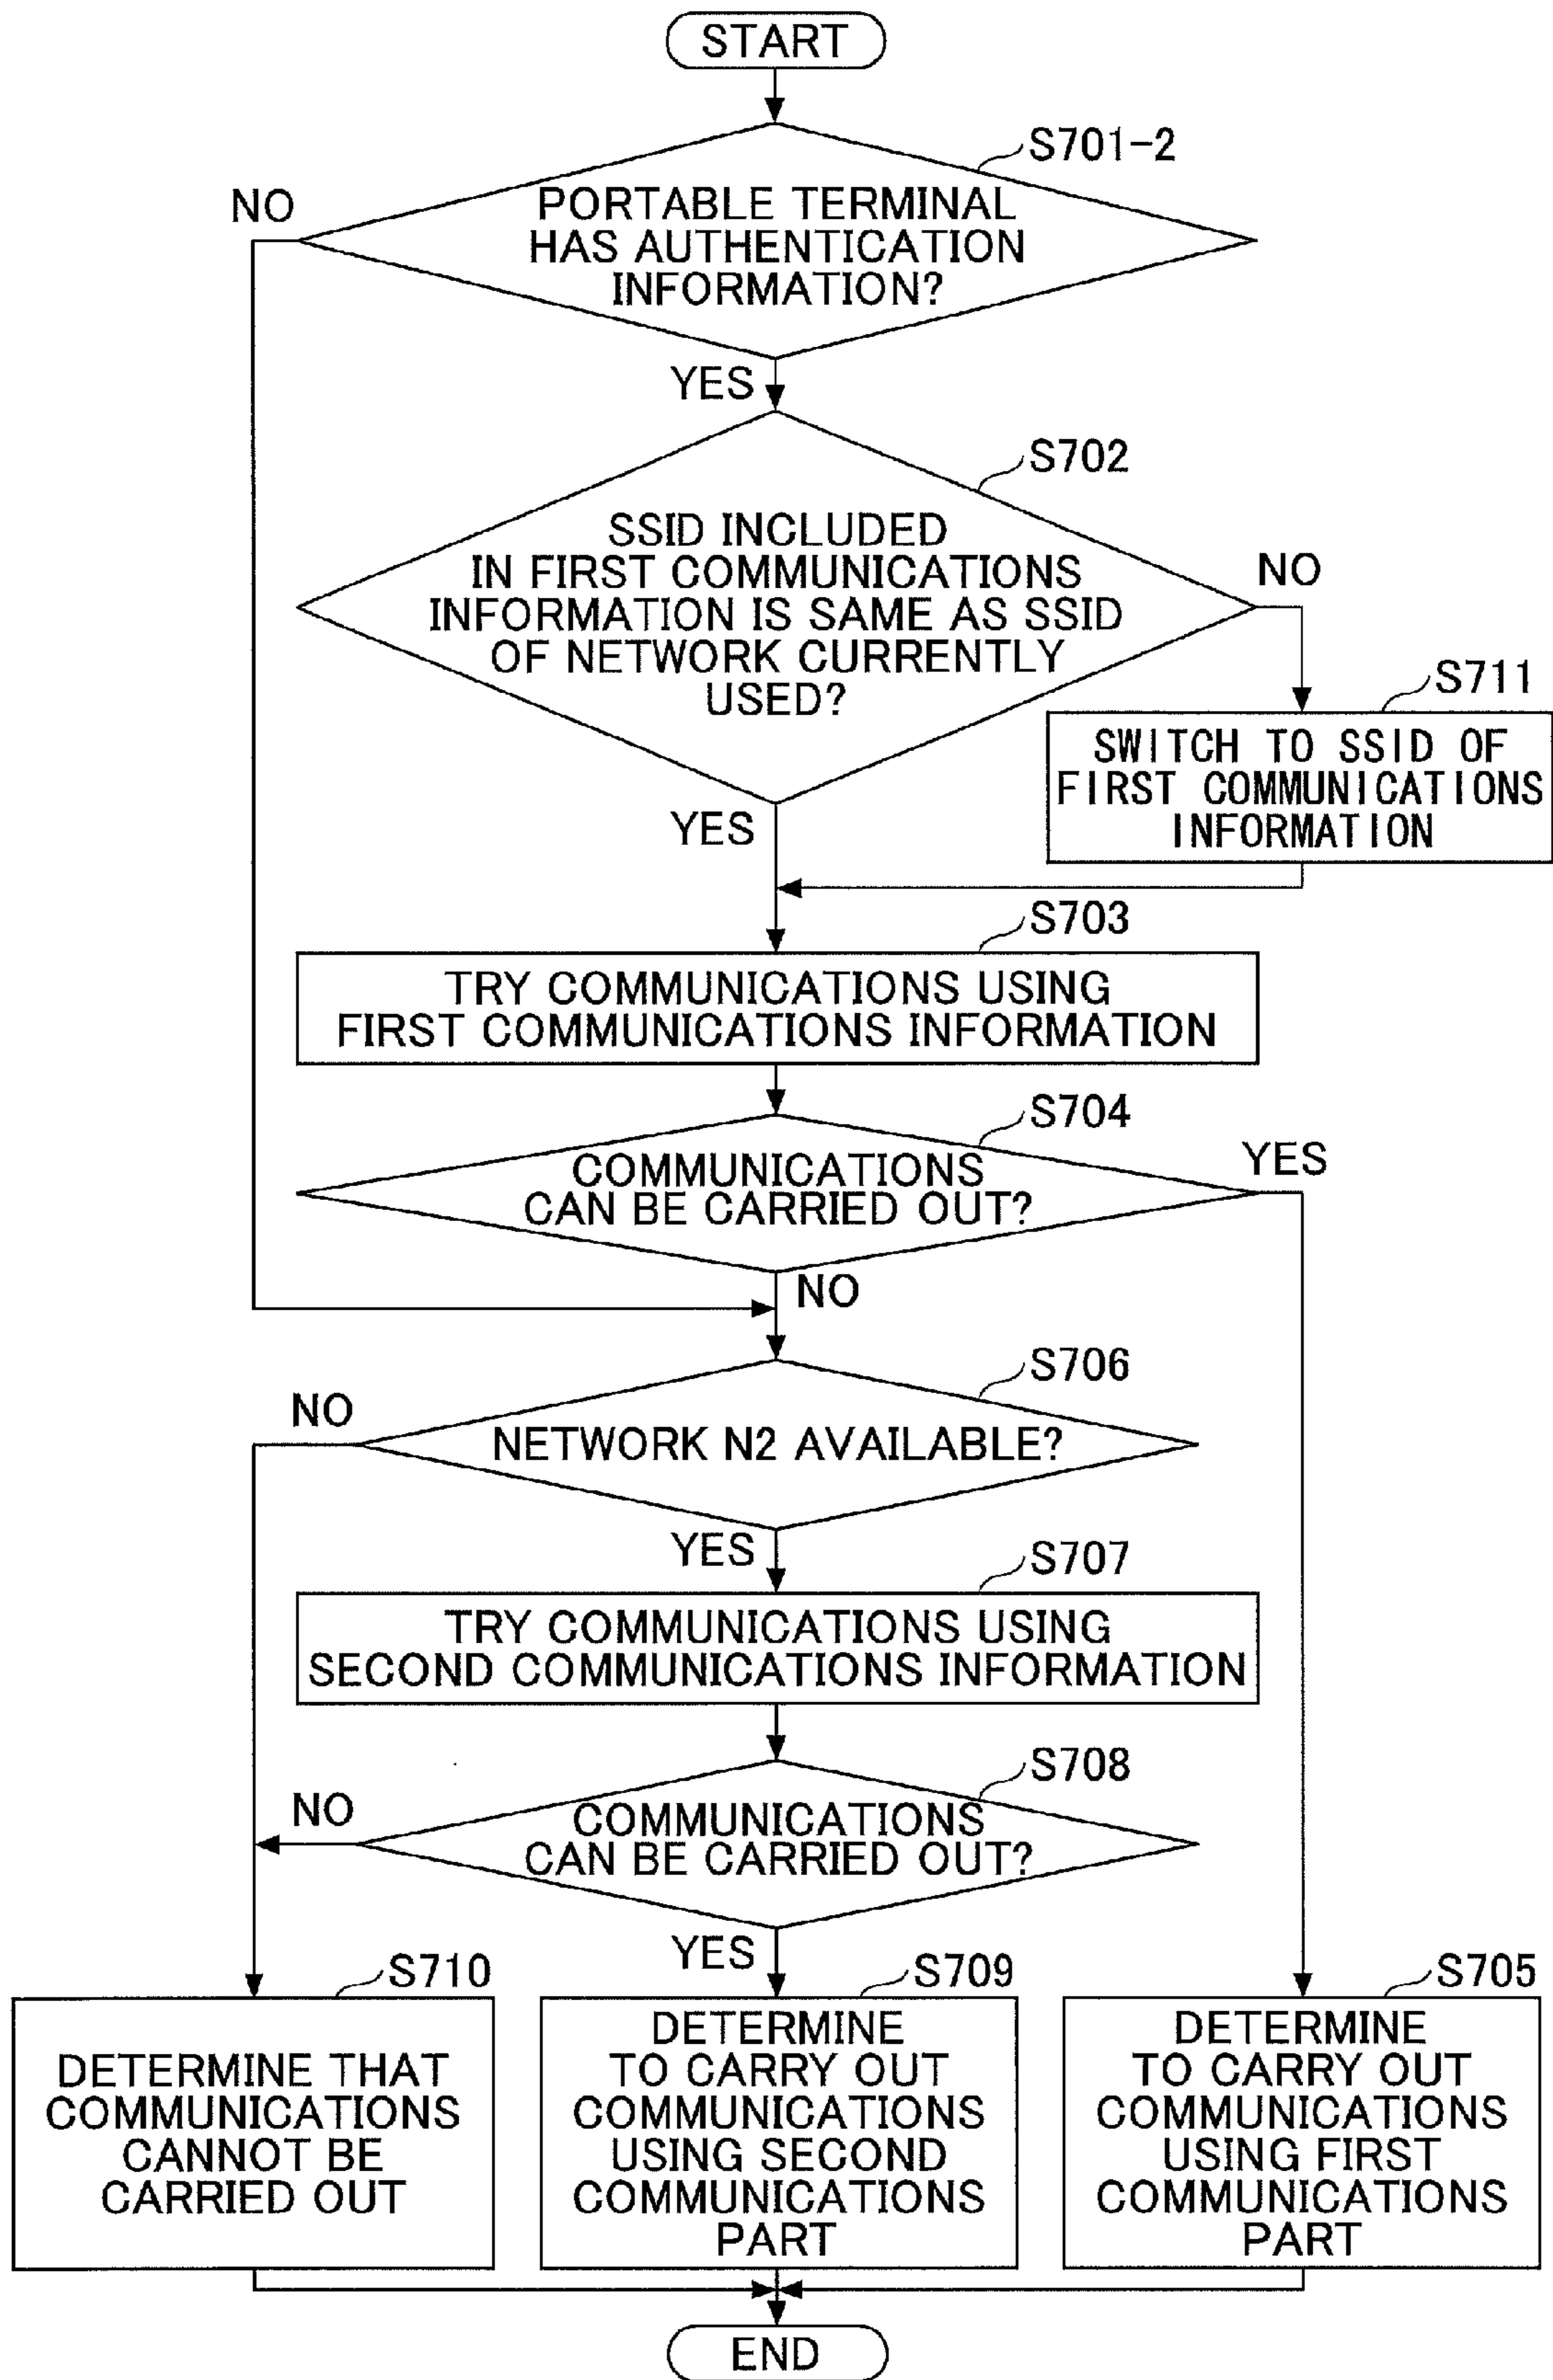 START
S701-2
NO
PORTABLE TERMINAL
HAS AUTHENTICATION
INFORMATION?
YES
S702
SSID INCLUDED
IN FIRST COMMUNICATIONS
INFORMATION IS SAME AS SSID
OF NETWORK CURRENTLY
USED?
NO
S711
SWITCH TO SSID OF
FIRST COMMUNICATIONS
INFORMATION
YES
S703
TRY COMMUNICATIONS USING
FIRST COMMUNICATIONS INFORMATION
S704
COMMUNICATIONS
CAN BE CARRIED OUT?
YES
NO
S706
NO
NETWORK N2 AVAILABLE?
YES
S707
TRY COMMUNICATIONS USING
SECOND COMMUNICATIONS INFORMATION
S708
NO
COMMUNICATIONS
CAN BE CARRIED OUT?
YES
S710
DETERMINE THAT
COMMUNICATIONS
CANNOT BE
CARRIED OUT
S709
DETERMINE
TO CARRY OUT
COMMUNICATIONS
USING SECOND
COMMUNICATIONS
PART
S705
DETERMINE
TO CARRY OUT
COMMUNICATIONS
USING FIRST
COMMUNICATIONS
PART
END